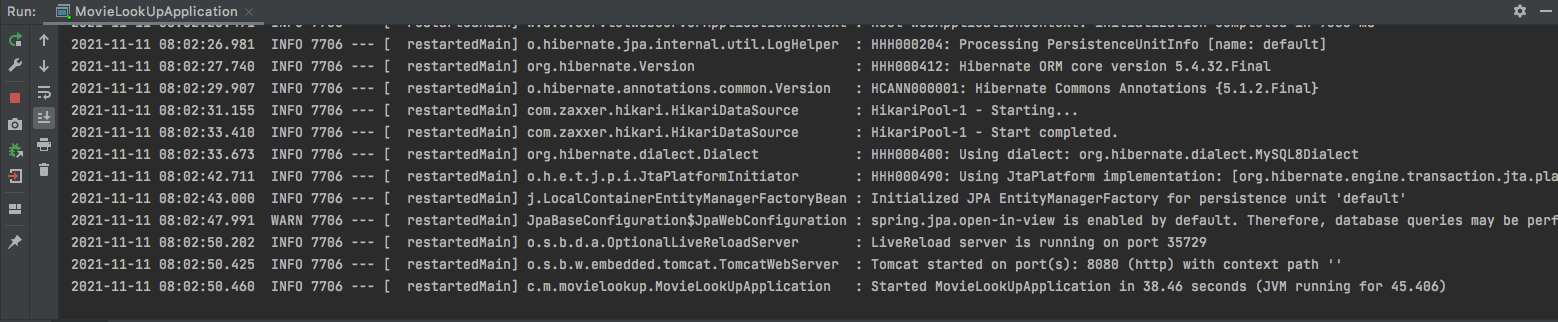 Run: MovieLookUpApplication
2021-11-11 08:02:26.981  INFO 7706 --- [  restartedMain] o.hibernate.jpa.internal.util.LogHelper  : HHH000204: Processing PersistenceUnitInfo [name: default]
2021-11-11 08:02:27.740  INFO 7706 --- [  restartedMain] org.hibernate.Version                    : HHH000412: Hibernate ORM core version 5.4.32.Final
2021-11-11 08:02:29.907  INFO 7706 --- [  restartedMain] o.hibernate.annotations.common.Version   : HCANN000001: Hibernate Commons Annotations {5.1.2.Final}
2021-11-11 08:02:31.155  INFO 7706 --- [  restartedMain] com.zaxxer.hikari.HikariDataSource       : HikariPool-1 - Starting...
2021-11-11 08:02:33.410  INFO 7706 --- [  restartedMain] com.zaxxer.hikari.HikariDataSource       : HikariPool-1 - Start completed.
2021-11-11 08:02:33.673  INFO 7706 --- [  restartedMain] org.hibernate.dialect.Dialect            : HHH000400: Using dialect: org.hibernate.dialect.MySQL8Dialect
2021-11-11 08:02:42.711  INFO 7706 --- [  restartedMain] o.h.e.t.j.p.i.JtaPlatformInitiator       : HHH000490: Using JtaPlatform implementation: [org.hibernate.engine.transaction.jta.pla
2021-11-11 08:02:43.000  INFO 7706 --- [  restartedMain] j.LocalContainerEntityManagerFactoryBean : Initialized JPA EntityManagerFactory for persistence unit 'default'
2021-11-11 08:02:47.991  WARN 7706 --- [  restartedMain] JpaBaseConfiguration$JpaWebConfiguration : spring.jpa.open-in-view is enabled by default. Therefore, database queries may be perf
2021-11-11 08:02:50.202  INFO 7706 --- [  restartedMain] o.s.b.d.a.OptionalLiveReloadServer       : LiveReload server is running on port 35729
2021-11-11 08:02:50.425  INFO 7706 --- [  restartedMain] o.s.b.w.embedded.tomcat.TomcatWebServer  : Tomcat started on port(s): 8080 (http) with context path ''
2021-11-11 08:02:50.460  INFO 7706 --- [  restartedMain] c.m.movielookup.MovieLookUpApplication   : Started MovieLookUpApplication in 38.46 seconds (JVM running for 45.406)